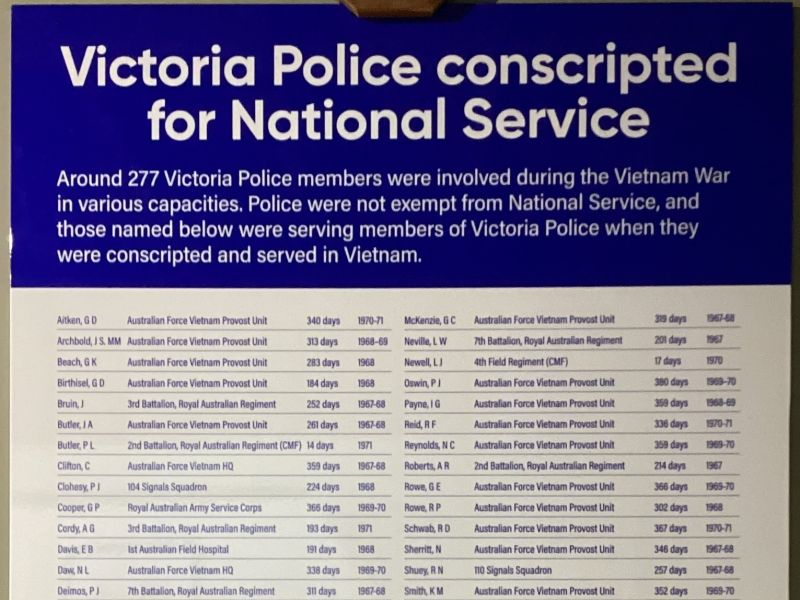 Victoria Police conscripted
for National Service
Around 277 Victoria Police members were involved during the Vietnam War
in various capacities. Police were not exempt from National Service, and
those named below were serving members of Victoria Police when they
were conscripted and served in Vietnam.
Aitken, G D Australian Force Vietnam Provost Unit 340 days 1970-71
Archbold, J S. MM Australian Force Vietnam Provost Unit 313 days 1968-69
Beach, G K Australian Force Vietnam Provost Unit 283 days 1968
Birthisel, G D Australian Force Vietnam Provost Unit 184 days 1968
Bruin, J 3rd Battalion, Royal Australian Regiment 252 days 1967-68
Butler, J A Australian Force Vietnam Provost Unit 261 days 1967-68
Butler, P L 2nd Battalion, Royal Australian Regiment (CMF) 14 days 1971
Clifton, C Australian Force Vietnam HQ 359 days 1967-68
Clohesy, P J 104 Signals Squadron 224 days 1968
Cooper, G P Royal Australian Army Service Corps 366 days 1969-70
Cordy, A G 3rd Battalion, Royal Australian Regiment 193 days 1971
Davis, E B 1st Australian Field Hospital 191 days 1968
Daw, N L Australian Force Vietnam HQ 338 days 1969-70
Deimos, P J 7th Battalion, Royal Australian Regiment 311 days 1967-68
McKenzie, G C Australian Force Vietnam Provost Unit 319 days 1967-68
Neville, L W 7th Battalion, Royal Australian Regiment 201 days 1967
Newell, L J 4th Field Regiment (CMF) 17 days 1970
Oswin, P J Australian Force Vietnam Provost Unit 380 days 1969-70
Payne, I G Australian Force Vietnam Provost Unit 359 days 1968-69
Reid, R F Australian Force Vietnam Provost Unit 336 days 1970-71
Reynolds, N C Australian Force Vietnam Provost Unit 359 days 1969-70
Roberts, A R 2nd Battalion, Royal Australian Regiment 214 days 1967
Rowe, G E Australian Force Vietnam Provost Unit 366 days 1969-70
Rowe, R P Australian Force Vietnam Provost Unit 302 days 1968
Schwab, R D Australian Force Vietnam Provost Unit 367 days 1970-71
Sherritt, N Australian Force Vietnam Provost Unit 346 days 1967-68
Shuey, R N 110 Signals Squadron 257 days 1967-68
Smith, K M Australian Force Vietnam Provost Unit 352 days 1969-70